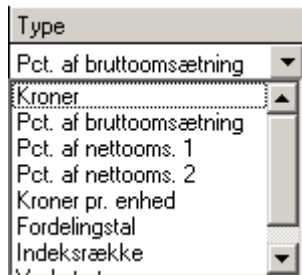 Type
Pct. af bruttoomsætning
Kroner
Pct. af bruttoomsætning
Pct. af nettooms. 1
Pct. af nettooms. 2
Kroner pr. enhed
Fordelingstal
Indeksrække